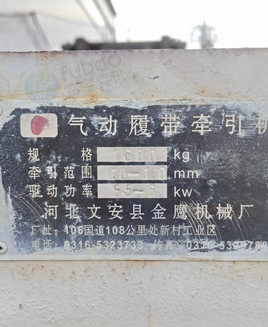 气动履带牵引机
规 格 kg
牵引范围 mm
驱动功率 kw
河北文安县金鹰机械厂
厂址：106国道108公里处新村工业区
电话：0316-5323733 传真：0316-